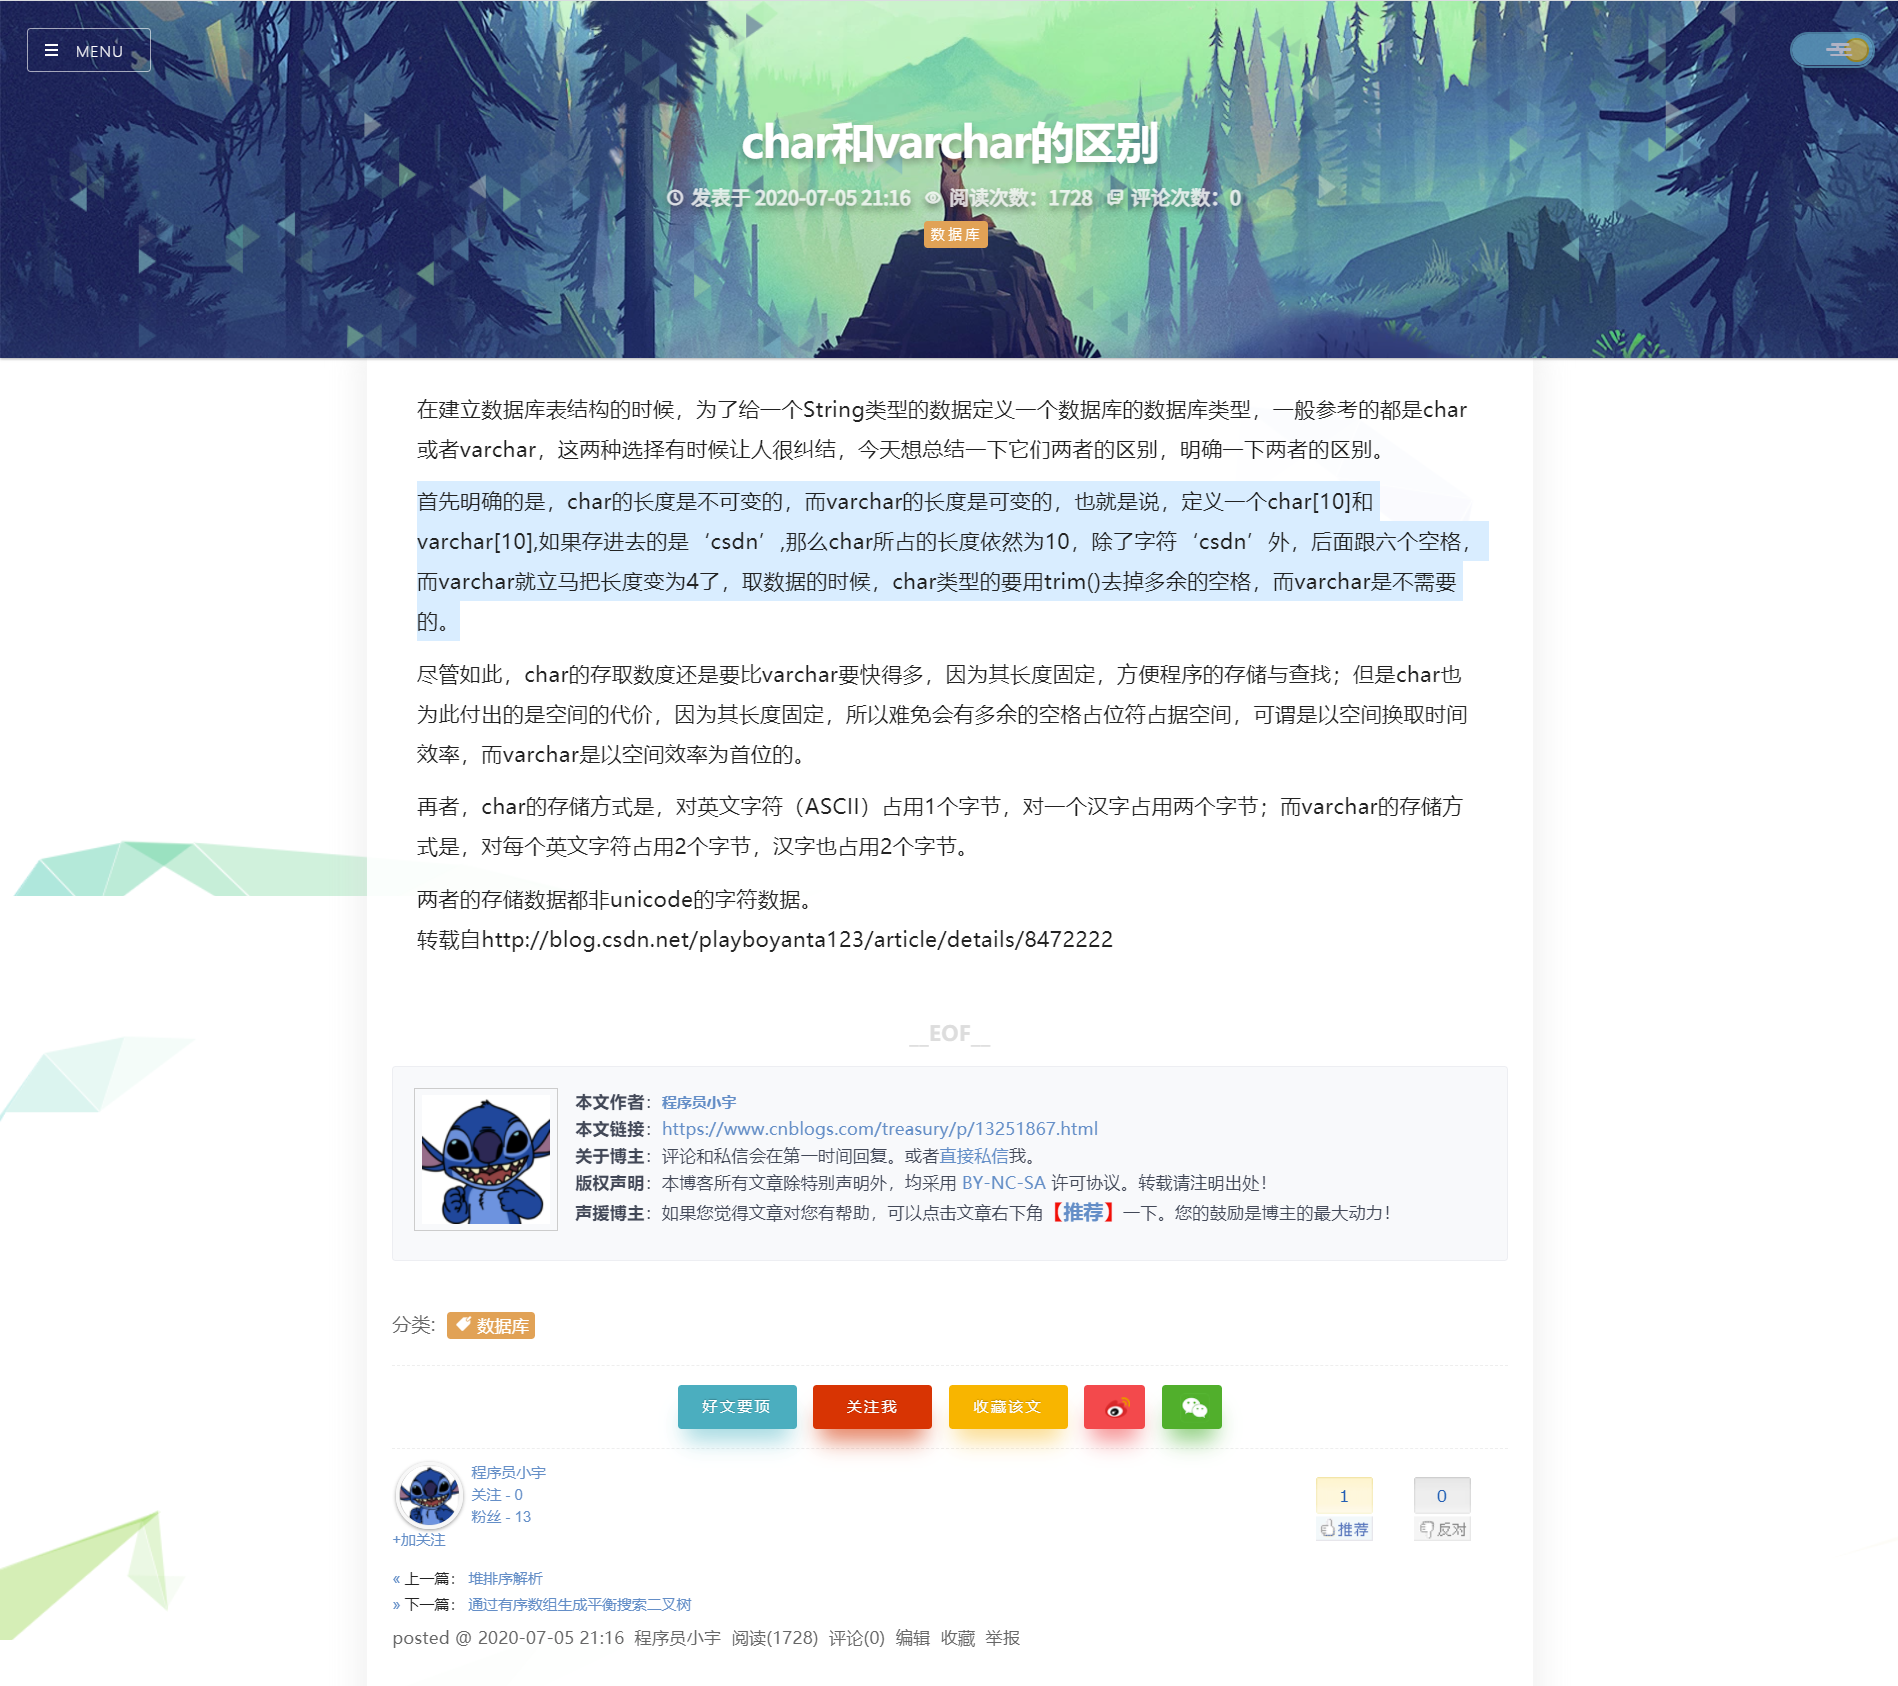 MENU
char和varchar的区别
发表于 2020-07-05 21:16 阅读次数：1728 评论次数：0
数据库
在建立数据库表结构的时候，为了给一个String类型的数据定义一个数据库的数据库类型，一般参考的都是char
或者varchar，这两种选择有时候让人很纠结，今天想总结一下它们两者的区别，明确一下两者的区别。
首先明确的是，char的长度是不可变的，而varchar的长度是可变的，也就是说，定义一个char[10]和
varchar[10],如果存进去的是‘csdn’,那么char所占的长度依然为10，除了字符‘csdn’外，后面跟六个空格，
而varchar就立马把长度变为4了，取数据的时候，char类型的要用trim()去掉多余的空格，而varchar是不需要
的。
尽管如此，char的存取数度还是要比varchar要快得多，因为其长度固定，方便程序的存储与查找；但是char也
为此付出的是空间的代价，因为其长度固定，所以难免会有多余的空格占位符占据空间，可谓是以空间换取时间
效率，而varchar是以空间效率为首位的。
再者，char的存储方式是，对英文字符（ASCII）占用1个字节，对一个汉字占用两个字节；而varchar的存储方
式是，对每个英文字符占用2个字节，汉字也占用2个字节。
两者的存储数据都非unicode的字符数据。
转载自http://blog.csdn.net/playboyanta123/article/details/8472222
__EOF__
本文作者：程序员小宇
本文链接：https://www.cnblogs.com/treasury/p/13251867.html
关于博主：评论和私信会在第一时间回复。或者直接私信我。
版权声明：本博客所有文章除特别声明外，均采用 BY-NC-SA 许可协议。转载请注明出处！
声援博主：如果您觉得文章对您有帮助，可以点击文章右下角【推荐】一下。您的鼓励是博主的最大动力！
分类: 数据库
好文要顶 关注我 收藏该文
程序员小宇
关注 - 0
粉丝 - 13
+加关注
1 0
推荐 反对
« 上一篇： 堆排序解析
» 下一篇： 通过有序数组生成平衡搜索二叉树
posted @ 2020-07-05 21:16 程序员小宇 阅读(1728) 评论(0) 编辑 收藏 举报